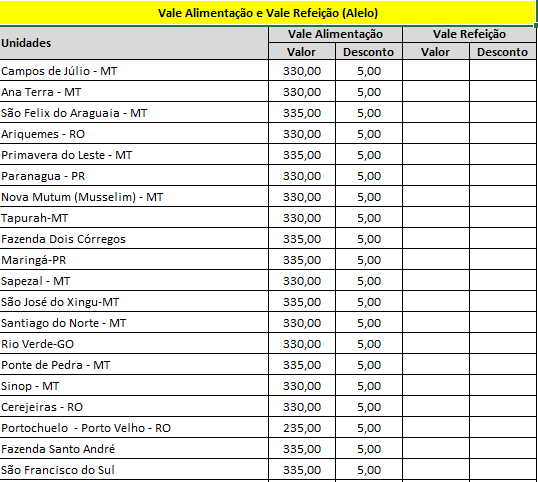 Vale Alimentação e Vale Refeição (Alelo)
Unidades Vale Alimentação Vale Refeição
Valor Desconto Valor Desconto
Campos de Júlio - MT 330,00 5,00
Ana Terra - MT 330,00 5,00
São Felix do Araguaia - MT 335,00 5,00
Ariquemes - RO 330,00 5,00
Primavera do Leste - MT 335,00 5,00
Paranagua - PR 330,00 5,00
Nova Mutum (Musselim) - MT 330,00 5,00
Tapurah-MT 330,00 5,00
Fazenda Dois Córregos 335,00 5,00
Maringá-PR 335,00 5,00
Sapezal - MT 330,00 5,00
São José do Xingu-MT 335,00 5,00
Santiago do Norte - MT 330,00 5,00
Rio Verde-GO 330,00 5,00
Ponte de Pedra - MT 335,00 5,00
Sinop - MT 330,00 5,00
Cerejeiras - RO 330,00 5,00
Portochuelo - Porto Velho - RO 235,00 5,00
Fazenda Santo André 335,00 5,00
São Francisco do Sul 335,00 5,00